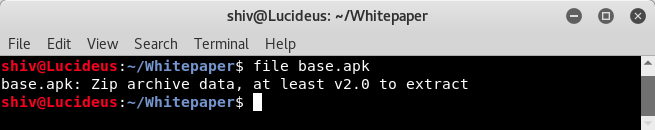 shiv@Lucideus: ~/Whitepaper
File Edit View Search Terminal Help
shiv@Lucideus:~/Whitepaper$ file base.apk
base.apk: Zip archive data, at least v2.0 to extract
shiv@Lucideus:~/Whitepaper$